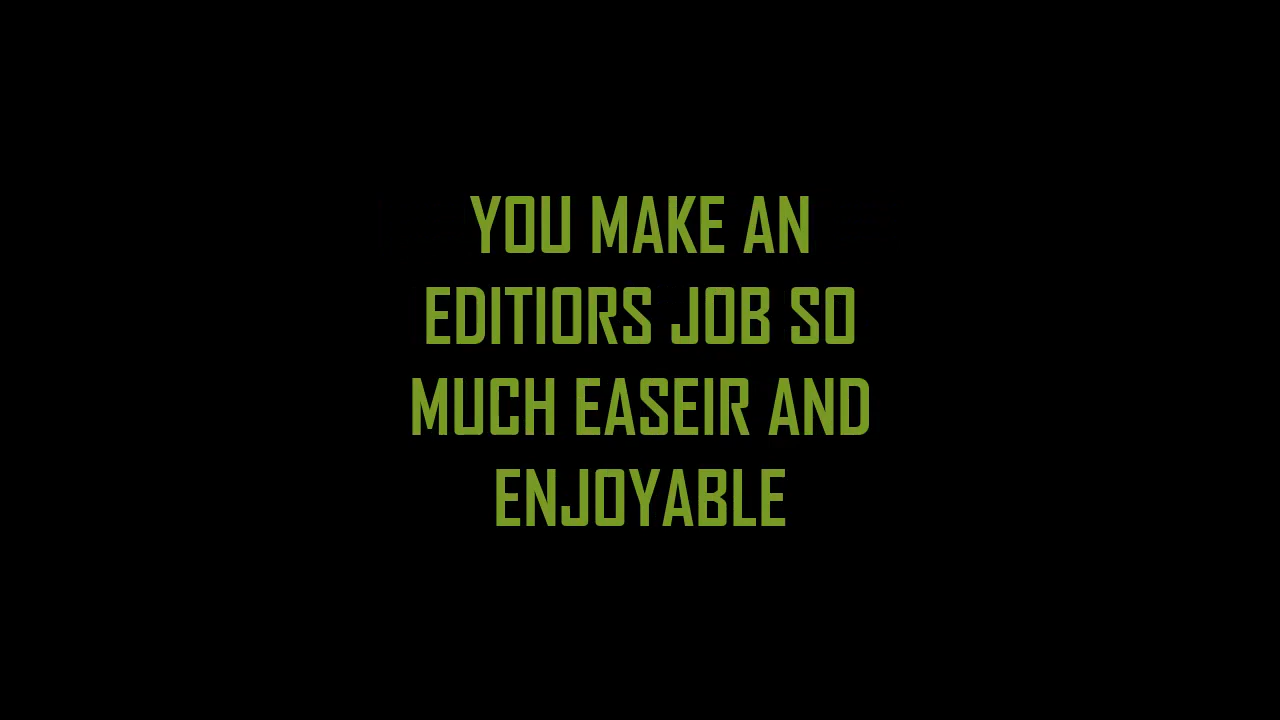 YOU MAKE AN
EDITIORS JOB SO
MUCH EASEIR AND
ENJOYABLE